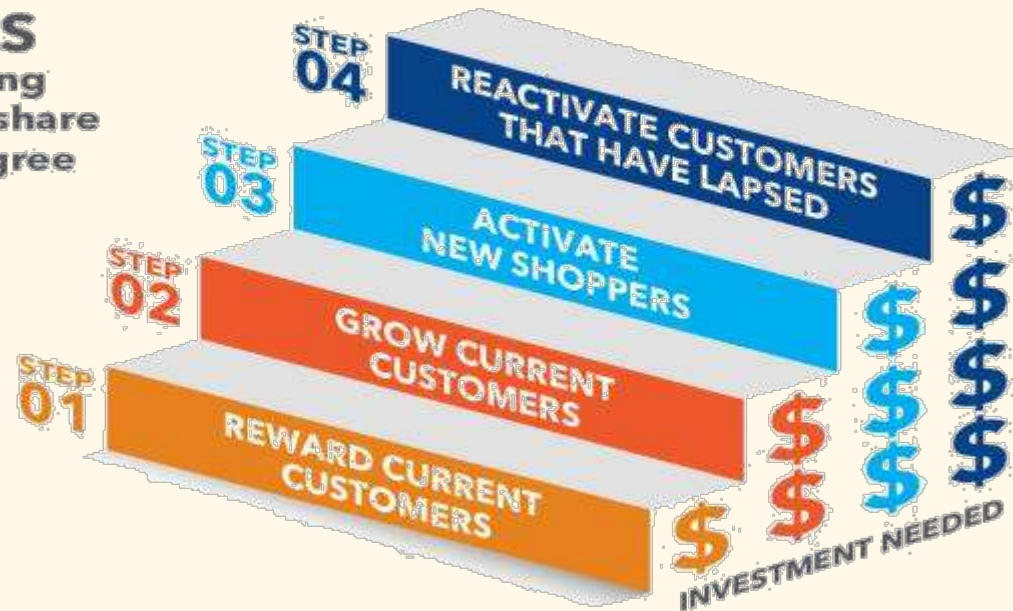 S
ng
share
gree
STEP
04
REACTIVATE CUSTOMERS
THAT HAVE LAPSED
$
STEP
03
ACTIVATE
NEW SHOPPERS
$
$
STEP
02
GROW CURRENT
CUSTOMERS
$
$
$
STEP
01
REWARD CURRENT
CUSTOMERS
$
$
$
$
INVESTMENT NEEDED